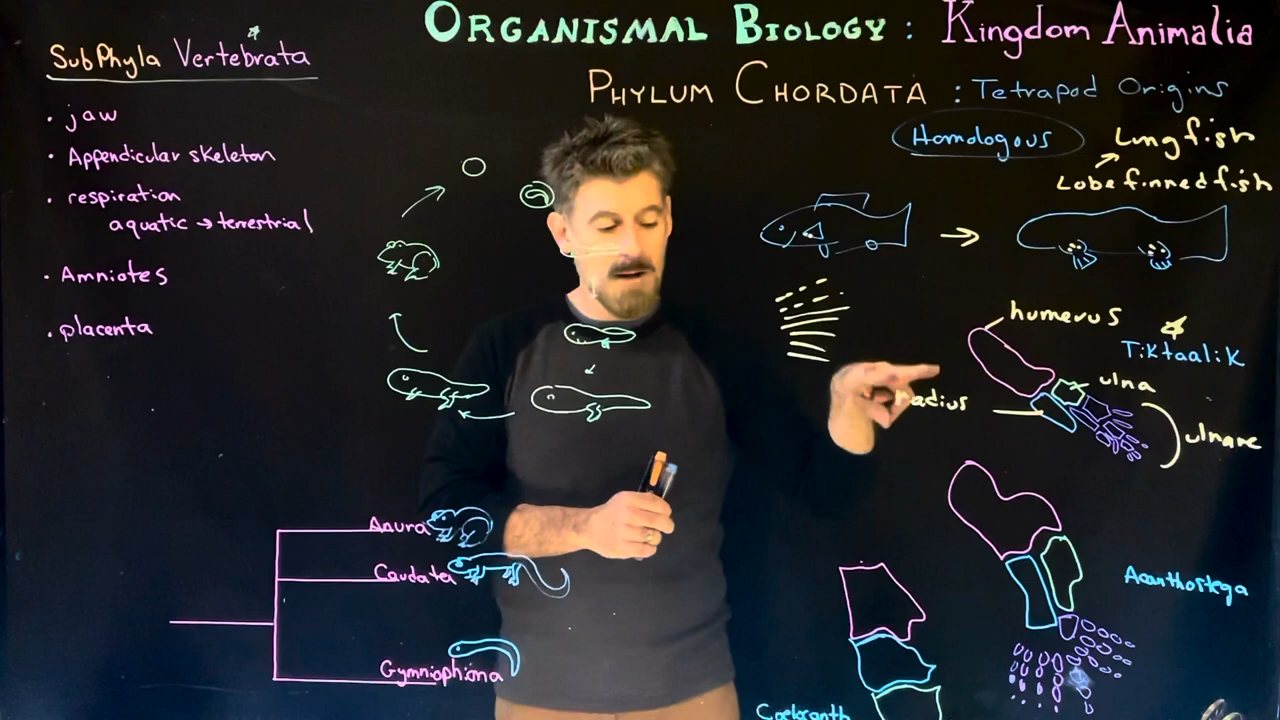 ORGANISMAL BIOLOGY : Kingdom Animalia
PHYLUM CHORDATA : Tetrapod Origins
SubPhyla Vertebrata
• jaw
• Appendicular skeleton
• respiration
aquatic → terrestrial
• Amniotes
• placenta
Homologous
Lungfish
Lobe finned fish
humerus
Tiktaalik
ulna
radius
ulnare
Acanthostega
Coelacanth
Anura
Caudata
Gymniophiona